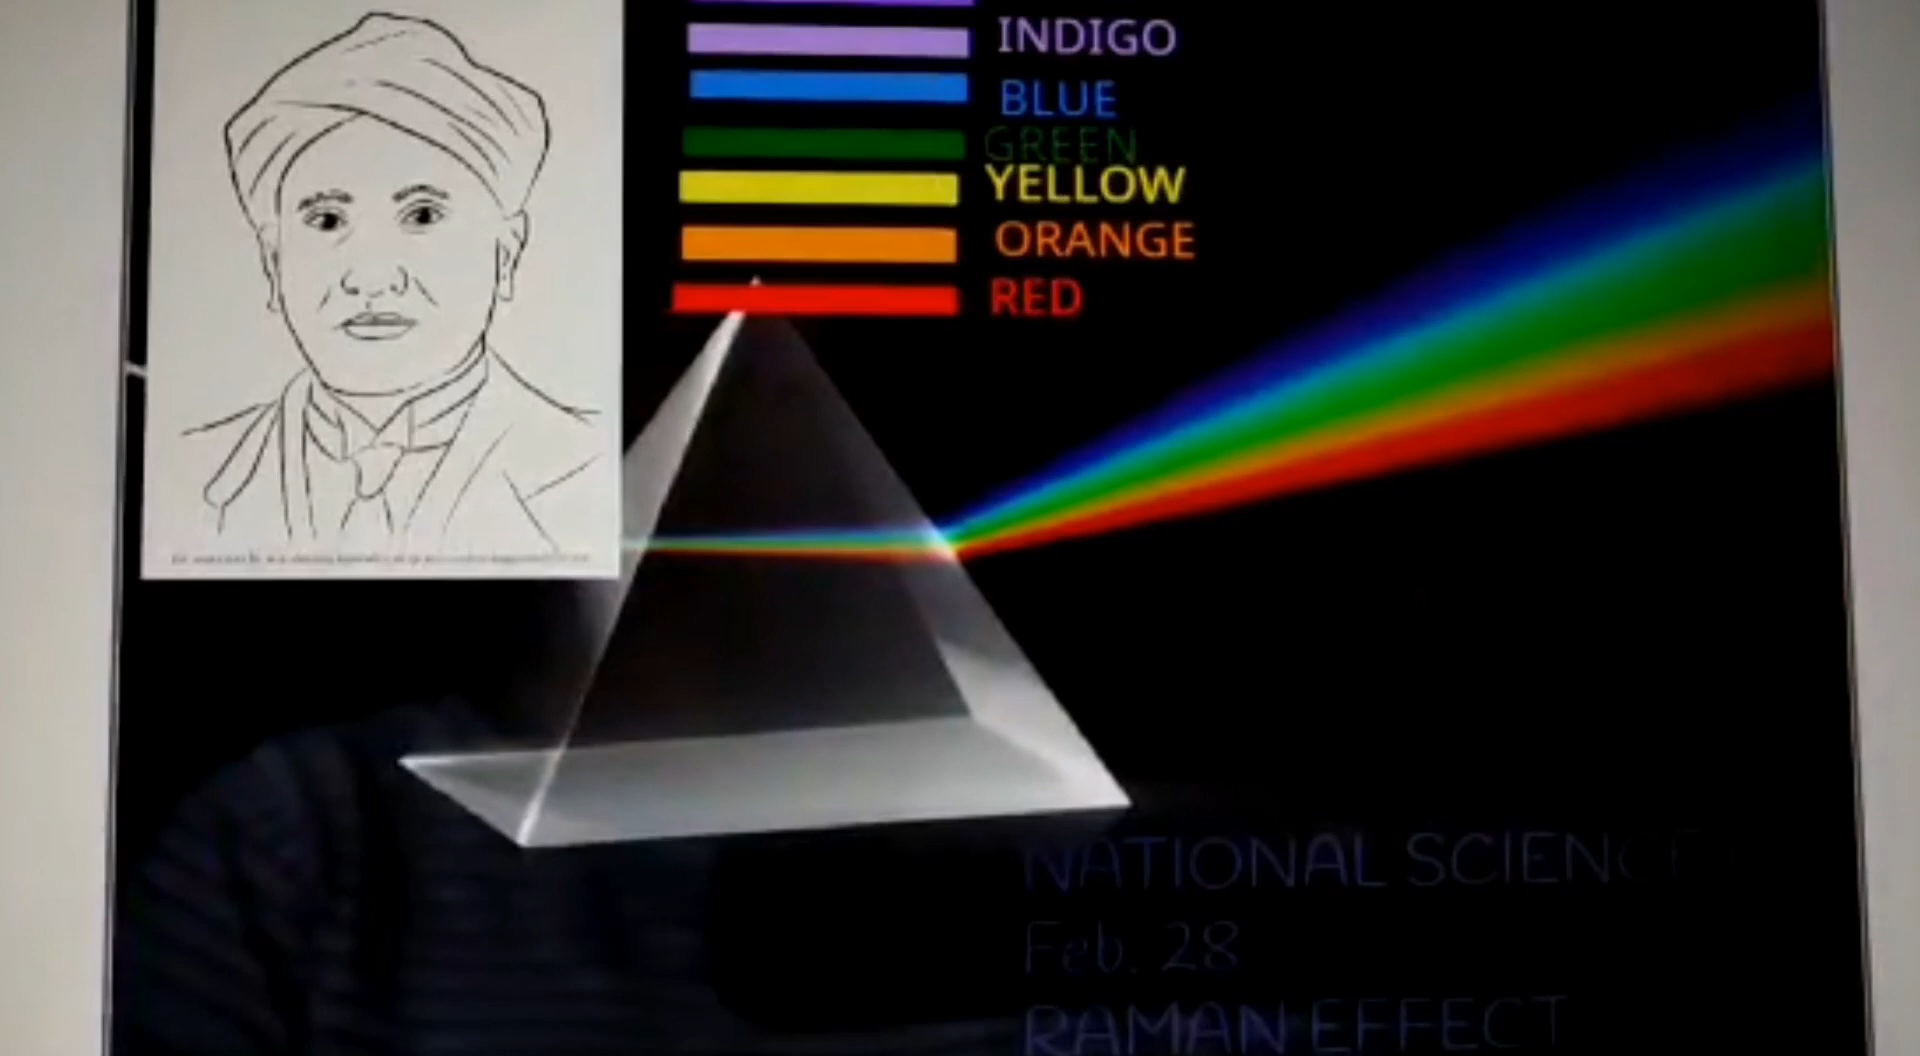 INDIGO
BLUE
GREEN
YELLOW
ORANGE
RED
NATIONAL SCIENCE
Feb. 28
RAMAN EFFECT